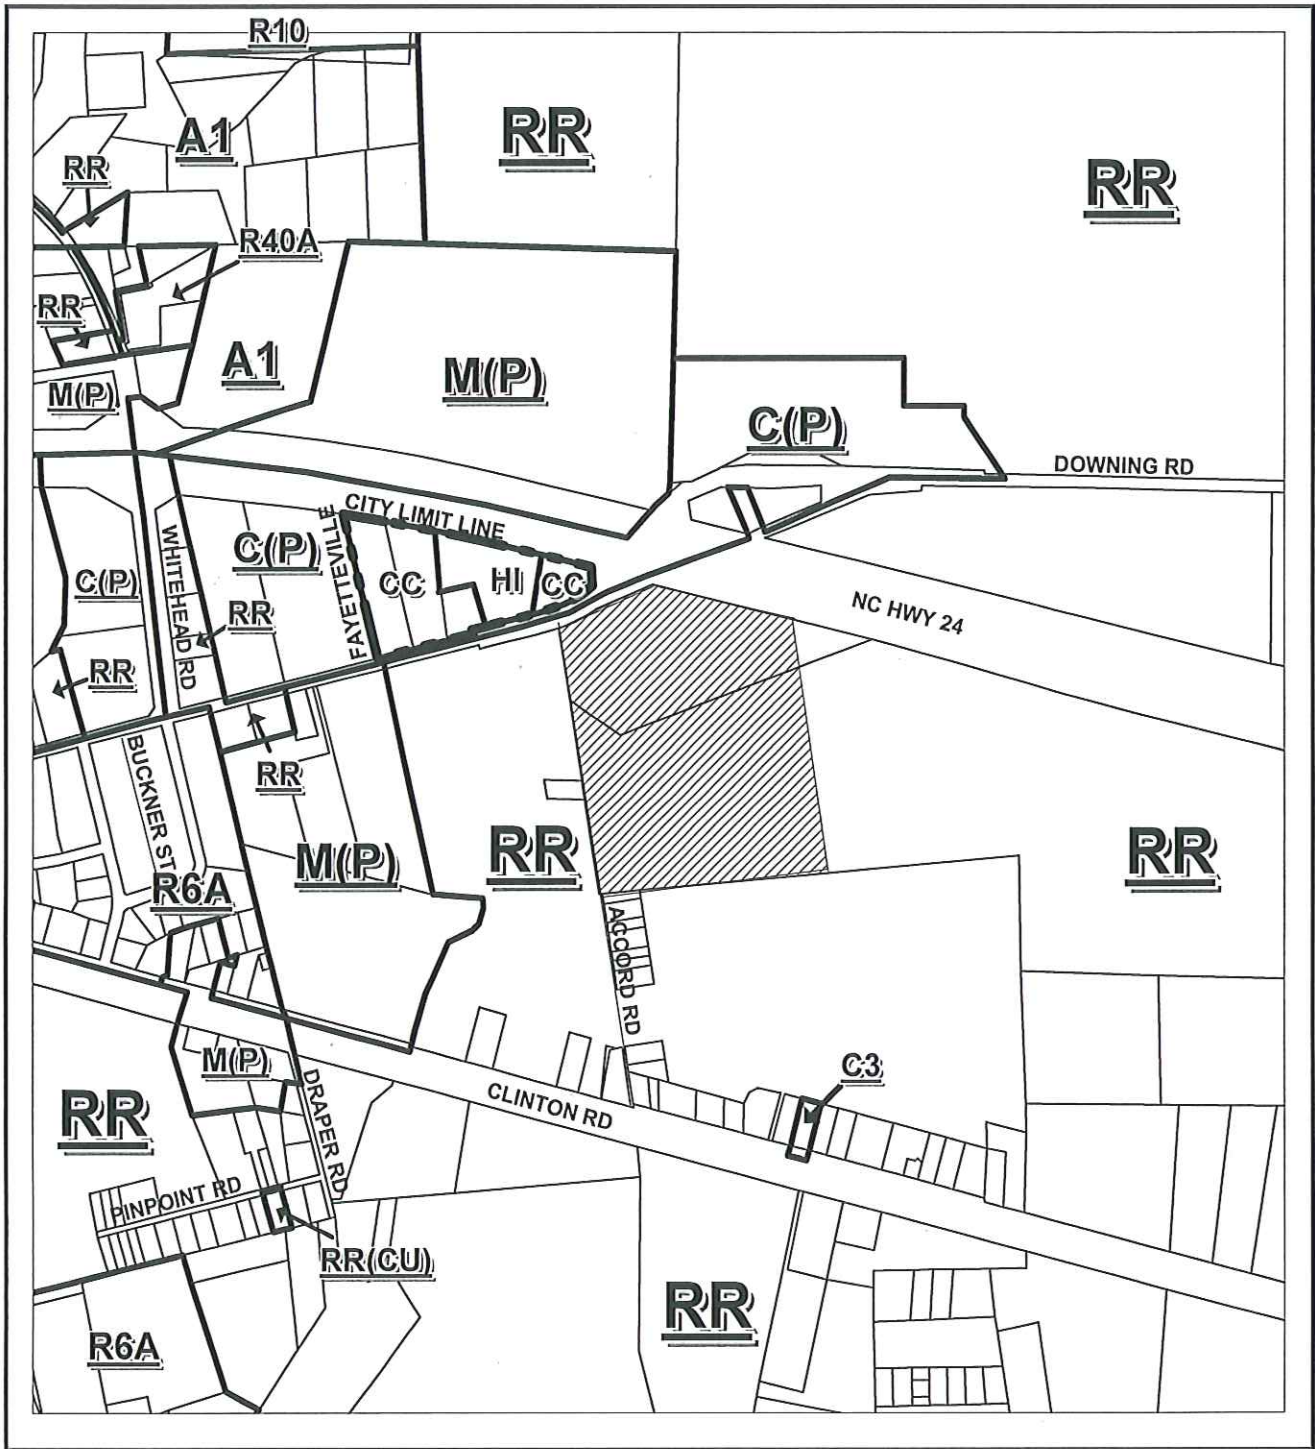 R10
A1
RR
RR
RR
R40A
RR
A1
M(P)
M(P)
C(P)
DOWNING RD
CITY LIMIT LINE
FAYETTEVILLE
WHITEHEAD RD
C(P)
C(P)
CC
HI
CC
NC HWY 24
RR
RR
BUCKNER ST
RR
M(P)
RR
RR
R6A
ACCORD RD
M(P)
C3
CLINTON RD
RR
DRAPER RD
PINPOINT RD
RR(CU)
RR
R6A